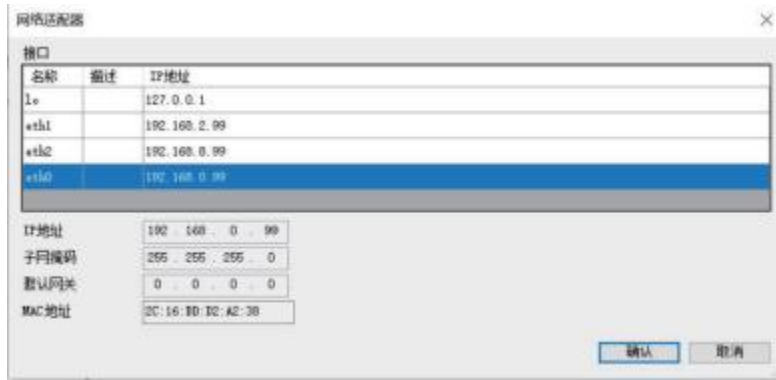 网络适配器
接口
名称 描述 IP地址
lo 127.0.0.1
eth1 192.168.2.99
eth2 192.168.8.99
eth0 192.168.0.99
IP地址 192 . 168 . 0 . 99
子网掩码 255 . 255 . 255 . 0
默认网关 0 . 0 . 0 . 0
MAC地址 2C:16:BD:D2:A2:38
确认 取消